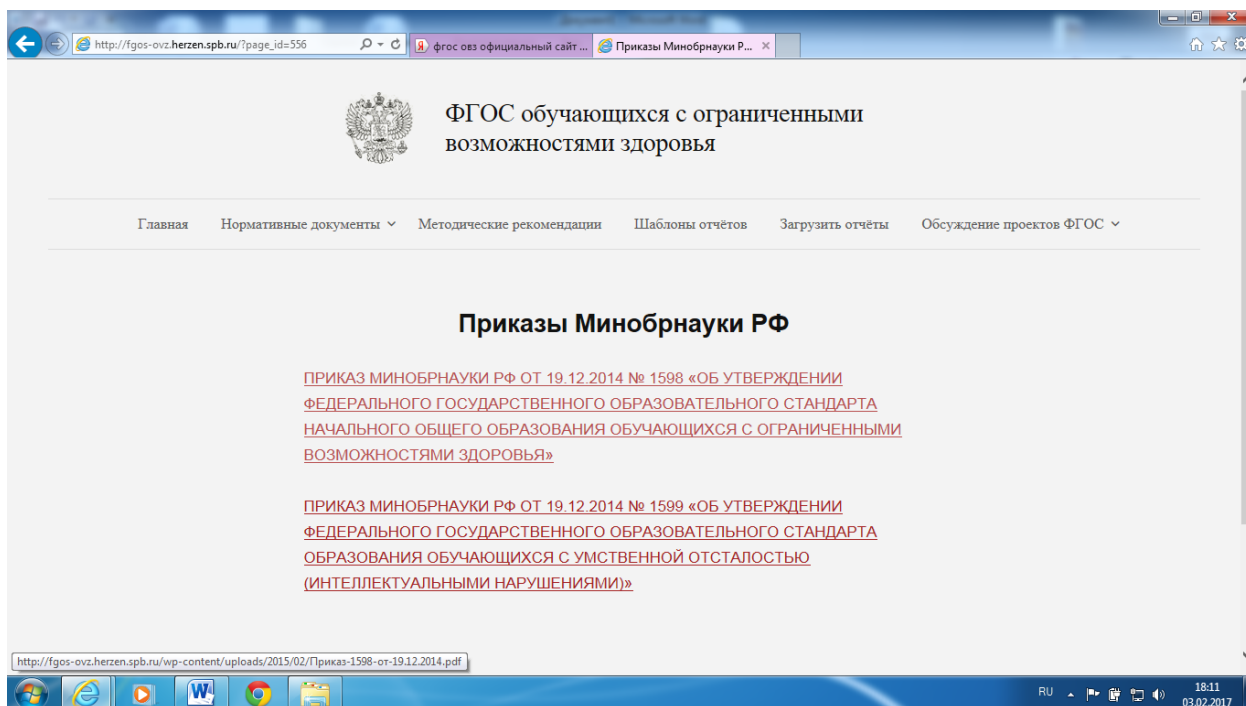 http://fgos-ovz.herzen.spb.ru/?page_id=556
фгос овз официальный сайт ...
Приказы Минобрнауки Р...
ФГОС обучающихся с ограниченными
возможностями здоровья
Главная Нормативные документы Методические рекомендации Шаблоны отчётов Загрузить отчёты Обсуждение проектов ФГОС
Приказы Минобрнауки РФ
ПРИКАЗ МИНОБРНАУКИ РФ ОТ 19.12.2014 № 1598 «ОБ УТВЕРЖДЕНИИ
ФЕДЕРАЛЬНОГО ГОСУДАРСТВЕННОГО ОБРАЗОВАТЕЛЬНОГО СТАНДАРТА
НАЧАЛЬНОГО ОБЩЕГО ОБРАЗОВАНИЯ ОБУЧАЮЩИХСЯ С ОГРАНИЧЕННЫМИ
ВОЗМОЖНОСТЯМИ ЗДОРОВЬЯ»
ПРИКАЗ МИНОБРНАУКИ РФ ОТ 19.12.2014 № 1599 «ОБ УТВЕРЖДЕНИИ
ФЕДЕРАЛЬНОГО ГОСУДАРСТВЕННОГО ОБРАЗОВАТЕЛЬНОГО СТАНДАРТА
ОБРАЗОВАНИЯ ОБУЧАЮЩИХСЯ С УМСТВЕННОЙ ОТСТАЛОСТЬЮ
(ИНТЕЛЛЕКТУАЛЬНЫМИ НАРУШЕНИЯМИ)»
http://fgos-ovz.herzen.spb.ru/wp-content/uploads/2015/02/Приказ-1598-от-19.12.2014.pdf
RU
18:11
03.02.2017